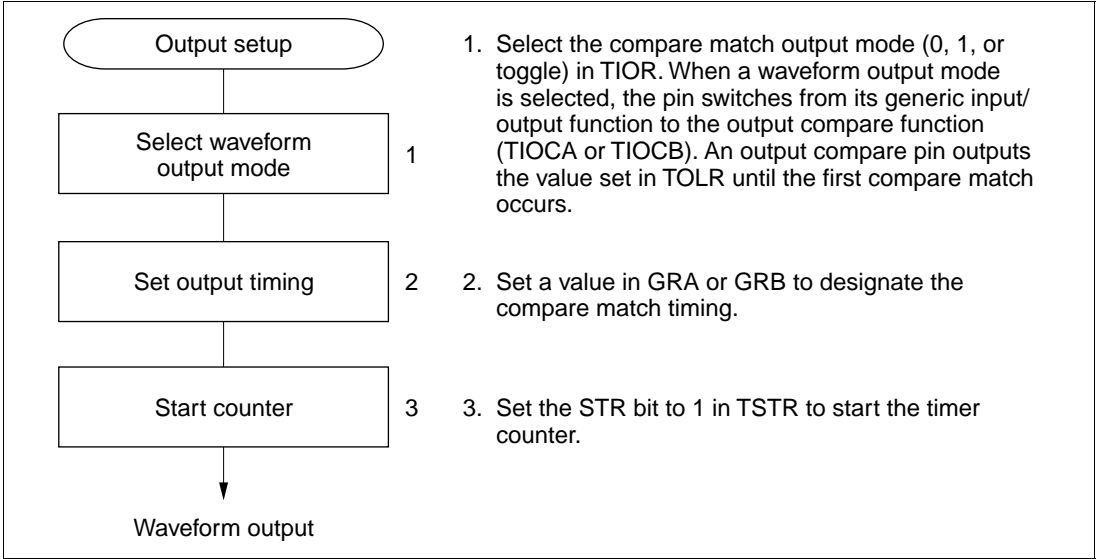 Output setup
Select waveform
output mode
1
Set output timing
2
Start counter
3
Waveform output
1. Select the compare match output mode (0, 1, or
toggle) in TIOR. When a waveform output mode
is selected, the pin switches from its generic input/
output function to the output compare function
(TIOCA or TIOCB). An output compare pin outputs
the value set in TOLR until the first compare match
occurs.
2. Set a value in GRA or GRB to designate the
compare match timing.
3. Set the STR bit to 1 in TSTR to start the timer
counter.